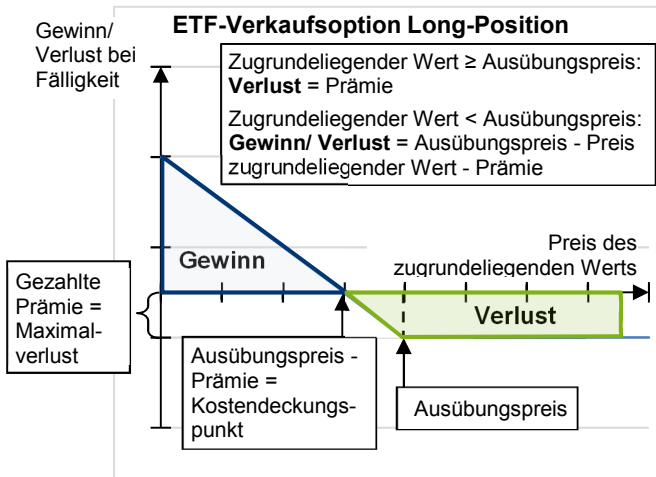 ETF-Verkaufsoption Long-Position
Gewinn/
Verlust bei
Fälligkeit
Zugrundeliegender Wert ≥ Ausübungspreis:
Verlust = Prämie
Zugrundeliegender Wert < Ausübungspreis:
Gewinn/ Verlust = Ausübungspreis - Preis
zugrundeliegender Wert - Prämie
Gewinn
Preis des
zugrundeliegenden Werts
Gezahlte
Prämie =
Maximal-
verlust
Verlust
Ausübungspreis -
Prämie =
Kostendeckungs-
punkt
Ausübungspreis